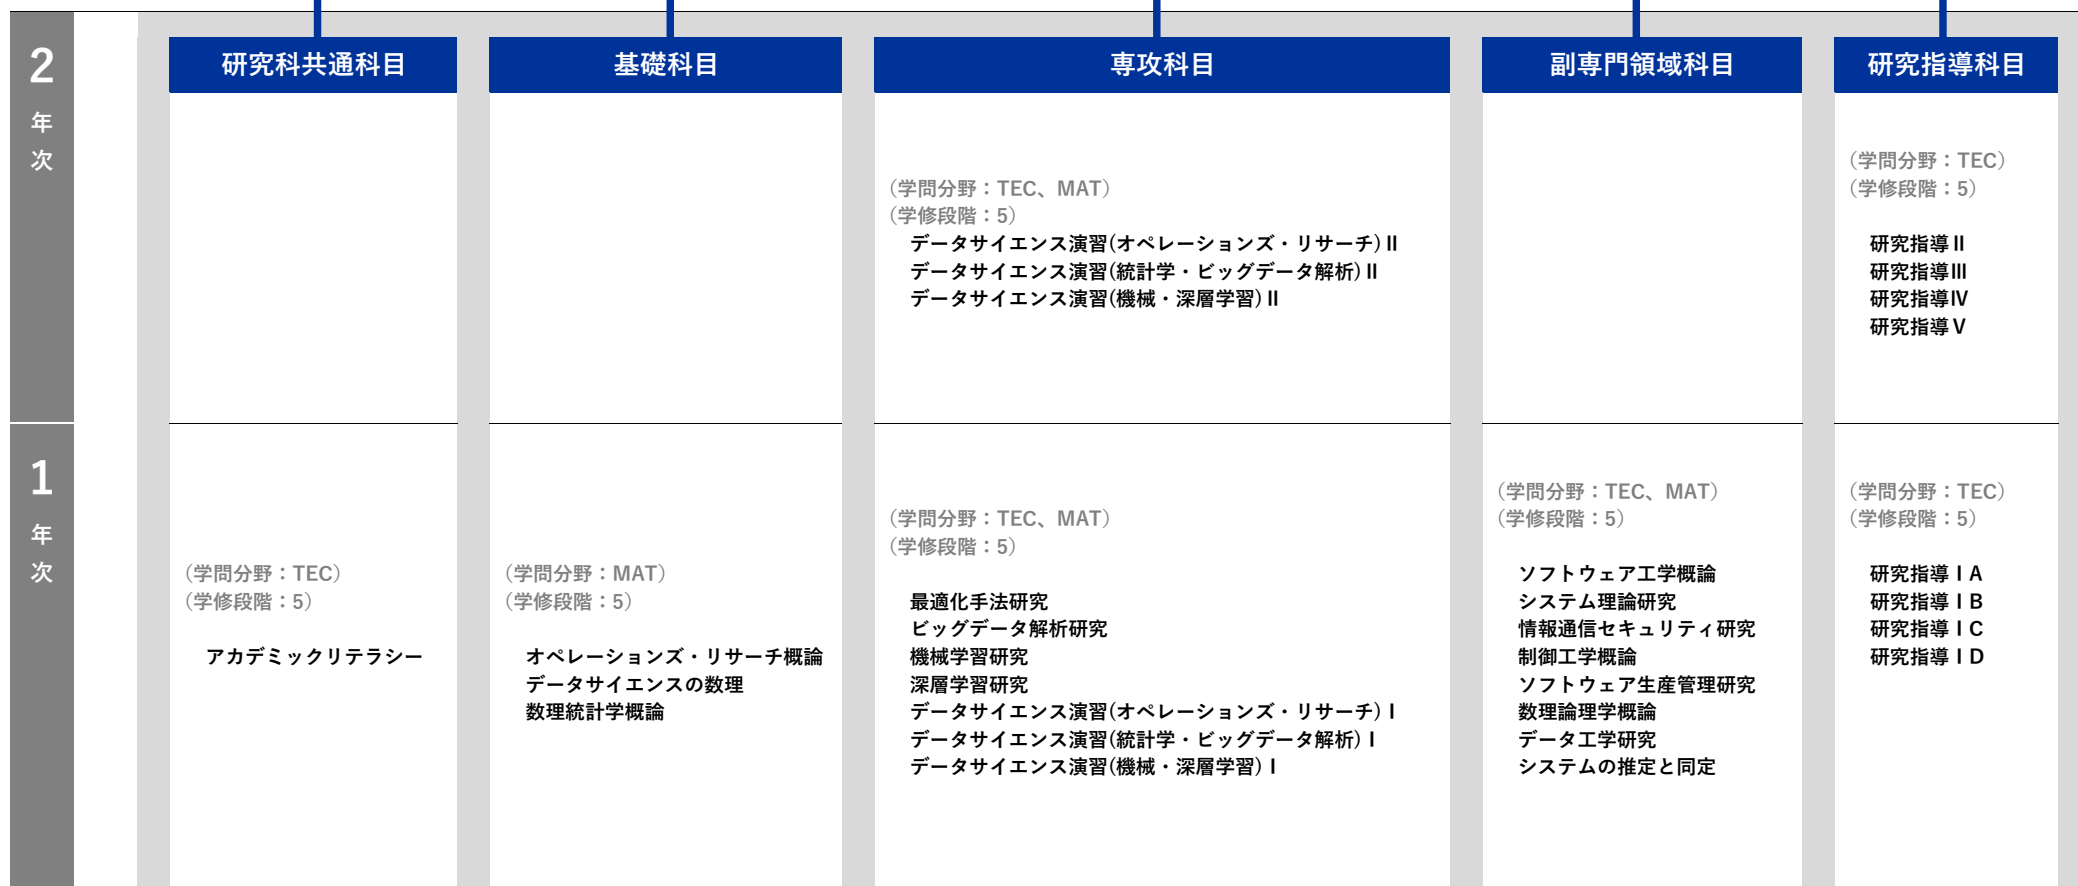 2
年
次
研究科共通科目
基礎科目
専攻科目
副専門領域科目
研究指導科目
（学問分野：TEC、MAT）
（学修段階：5）
データサイエンス演習(オペレーションズ・リサーチ)Ⅱ
データサイエンス演習(統計学・ビッグデータ解析)Ⅱ
データサイエンス演習(機械・深層学習)Ⅱ
（学問分野：TEC）
（学修段階：5）
研究指導Ⅱ
研究指導Ⅲ
研究指導Ⅳ
研究指導Ⅴ
1
年
次
（学問分野：TEC）
（学修段階：5）
アカデミックリテラシー
（学問分野：MAT）
（学修段階：5）
オペレーションズ・リサーチ概論
データサイエンスの数理
数理統計学概論
（学問分野：TEC、MAT）
（学修段階：5）
最適化手法研究
ビッグデータ解析研究
機械学習研究
深層学習研究
データサイエンス演習(オペレーションズ・リサーチ)Ⅰ
データサイエンス演習(統計学・ビッグデータ解析)Ⅰ
データサイエンス演習(機械・深層学習)Ⅰ
（学問分野：TEC、MAT）
（学修段階：5）
ソフトウェア工学概論
システム理論研究
情報通信セキュリティ研究
制御工学概論
ソフトウェア生産管理研究
数理論理学概論
データ工学研究
システムの推定と同定
（学問分野：TEC）
（学修段階：5）
研究指導ⅠA
研究指導ⅠB
研究指導ⅠC
研究指導ⅠD